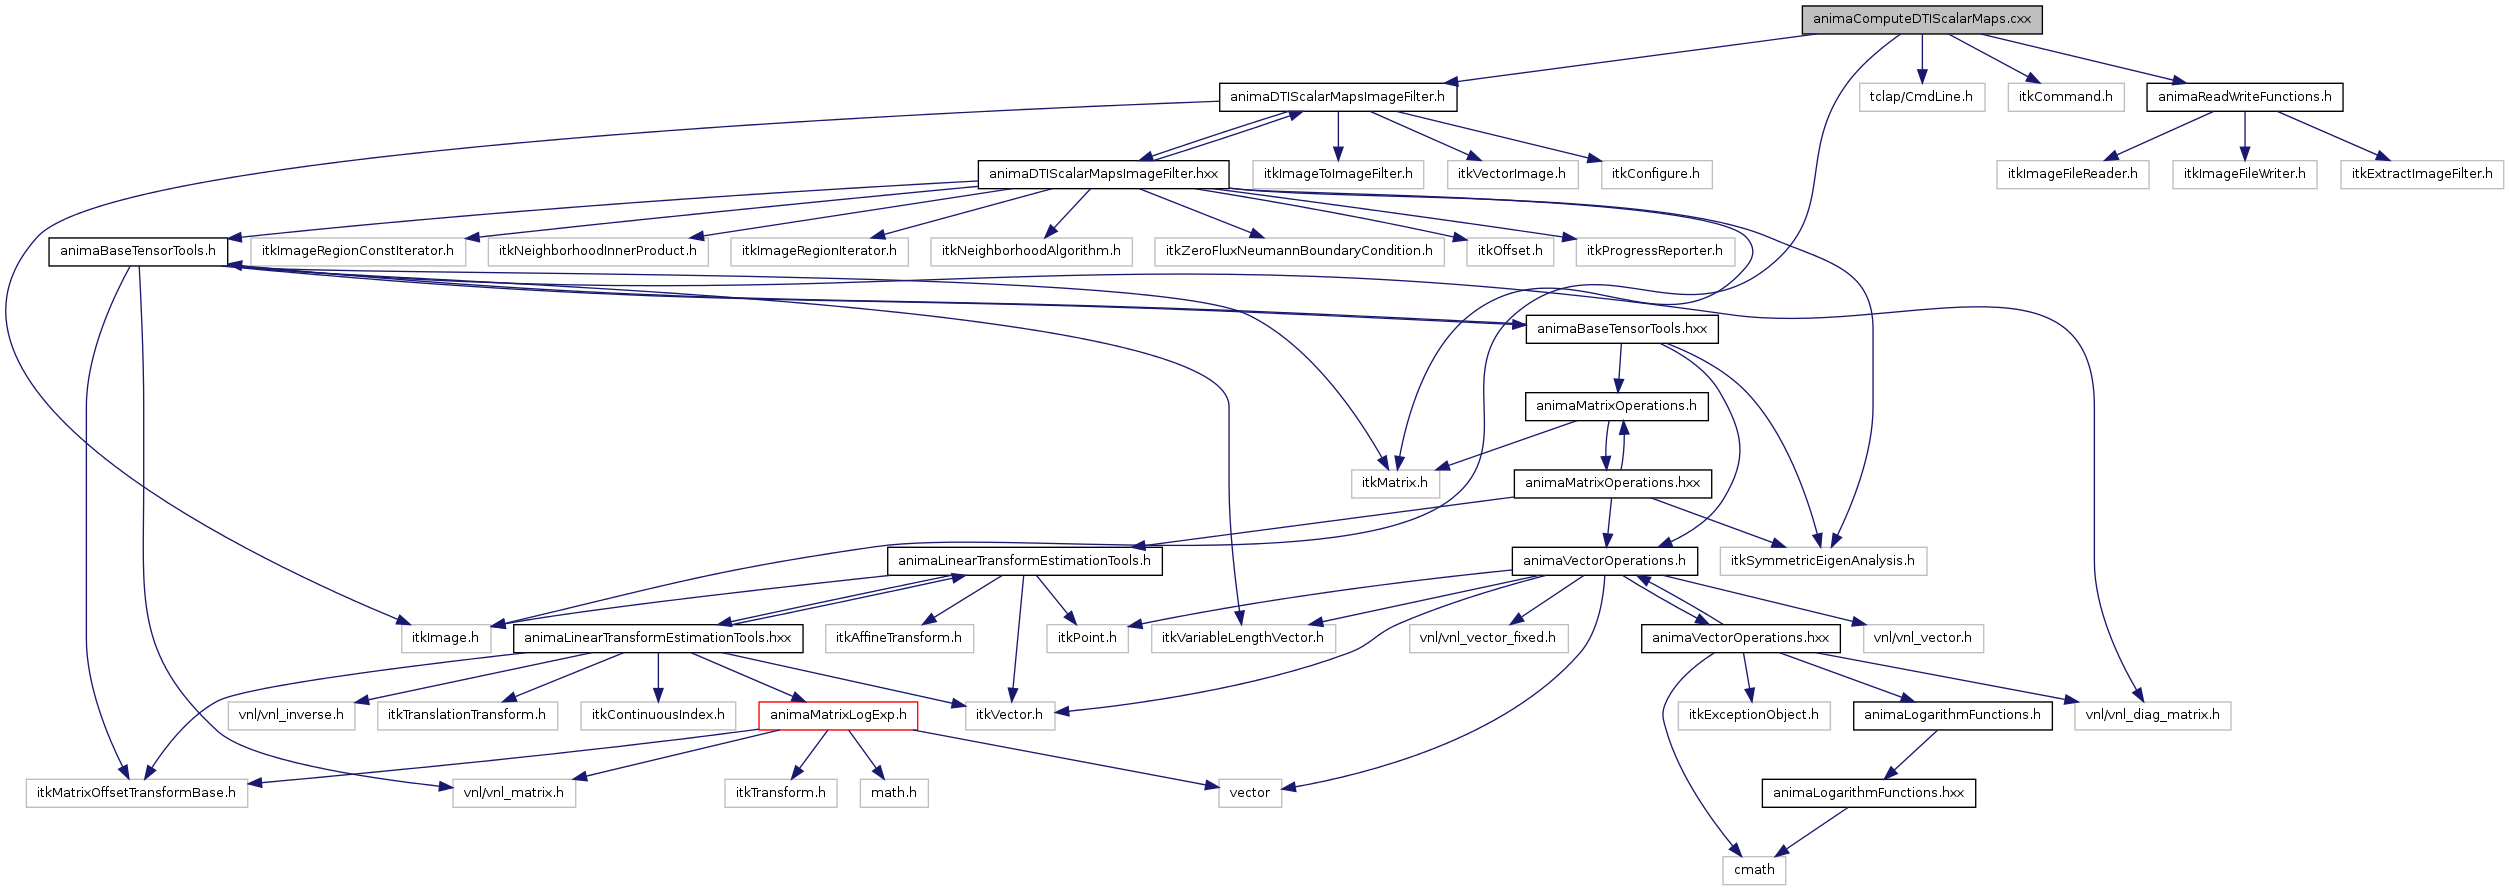 animaComputeDTIScalarMaps.cxx
animaDTIScalarMapsImageFilter.h
tclap/CmdLine.h
itkCommand.h
animaReadWriteFunctions.h
animaDTIScalarMapsImageFilter.hxx
itkImageToImageFilter.h
itkVectorImage.h
itkConfigure.h
itkImageFileReader.h
itkImageFileWriter.h
itkExtractImageFilter.h
animaBaseTensorTools.h
itkImageRegionConstIterator.h
itkNeighborhoodInnerProduct.h
itkImageRegionIterator.h
itkNeighborhoodAlgorithm.h
itkZeroFluxNeumannBoundaryCondition.h
itkOffset.h
itkProgressReporter.h
animaBaseTensorTools.hxx
animaMatrixOperations.h
itkMatrix.h
animaMatrixOperations.hxx
animaLinearTransformEstimationTools.h
animaVectorOperations.h
itkSymmetricEigenAnalysis.h
itkImage.h
animaLinearTransformEstimationTools.hxx
itkAffineTransform.h
itkPoint.h
itkVariableLengthVector.h
vnl/vnl_vector_fixed.h
animaVectorOperations.hxx
vnl/vnl_vector.h
vnl/vnl_inverse.h
itkTranslationTransform.h
itkContinuousIndex.h
animaMatrixLogExp.h
itkVector.h
itkExceptionObject.h
animaLogarithmFunctions.h
vnl/vnl_diag_matrix.h
itkMatrixOffsetTransformBase.h
vnl/vnl_matrix.h
itkTransform.h
math.h
vector
animaLogarithmFunctions.hxx
cmath